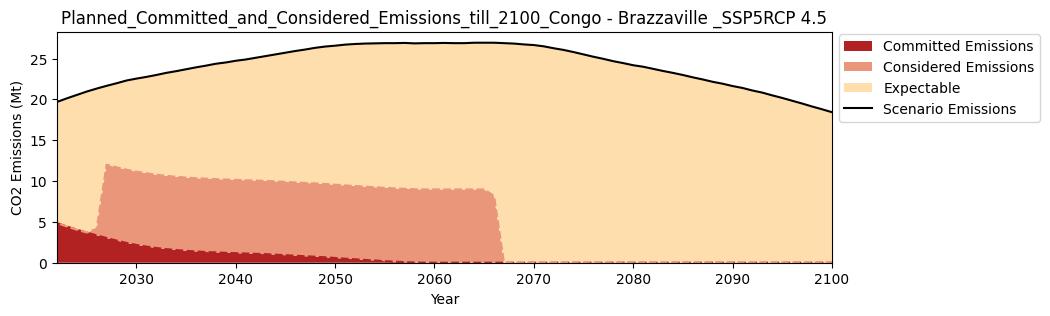 Planned_Committed_and_Considered_Emissions_till_2100_Congo - Brazzaville _SSP5RCP 4.5
Committed Emissions
Considered Emissions
Expectable
Scenario Emissions
CO2 Emissions (Mt)
25
20
15
10
5
0
2030 2040 2050 2060 2070 2080 2090 2100
Year